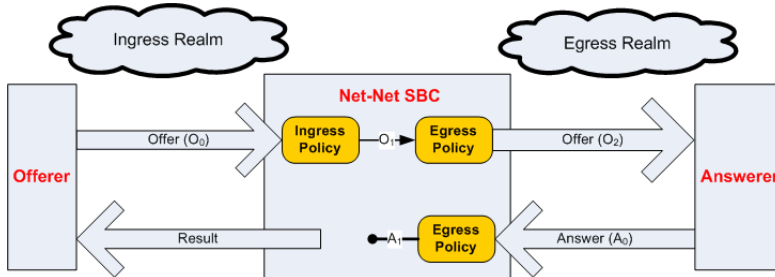 Ingress Realm
Egress Realm
Net-Net SBC
Offerer
Offer (O₀)
Ingress
Policy
O₁
Egress
Policy
Offer (O₂)
Answerer
Result
A₁
Egress
Policy
Answer (A₀)